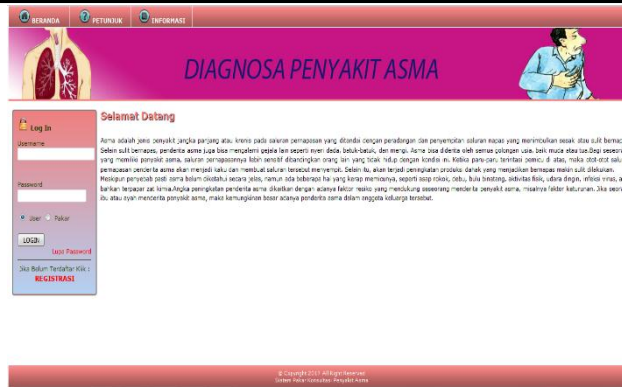 BERANDA
PETUNJUK
INFORMASI
DIAGNOSA PENYAKIT ASMA
Log In
Username
Password
User
Pakar
LOGIN
Lupa Password
Jika Belum Terdaftar Klik :
REGISTRASI
Selamat Datang
Asma adalah jenis penyakit jangka panjang atau kronis pada saluran pernapasan yang ditandai dengan peradangan dan penyempitan saluran napas yang menimbulkan sesak atau sulit bernap
Selain sulit bernapas, penderita asma juga bisa mengalami gejala lain seperti nyeri dada, batuk-batuk, dan mengi. Asma bisa diderita oleh semua golongan usia, baik muda atau tua.Bagi seseora
yang memiliki penyakit asma, saluran pernapasannya lebih sensitif dibandingkan orang lain yang tidak hidup dengan kondisi ini. Ketika paru-paru teriritasi pemicu di atas, maka otot-otot salu
pernapasan penderita asma akan menjadi kaku dan membuat saluran tersebut menyempit. Selain itu, akan terjadi peningkatan produksi dahak yang menjadikan bernapas makin sulit dilakukan.
Meskipun penyebab pasti asma belum diketahui secara jelas, namun ada beberapa hal yang kerap memicunya, seperti asap rokok, debu, bulu binatang, aktivitas fisik, udara dingin, infeksi virus, a
bahkan terpapar zat kimia.Angka peningkatan penderita asma dikaitkan dengan adanya faktor resiko yang mendukung seseorang menderita penyakit asma, misalnya faktor keturunan. Jika seora
ibu atau ayah menderita penyakit asma, maka kemungkinan besar adanya penderita asma dalam anggota keluarga tersebut.
© Copyright 2017 All Right Reserved
Sistem Pakar Konsultasi Penyakit Asma